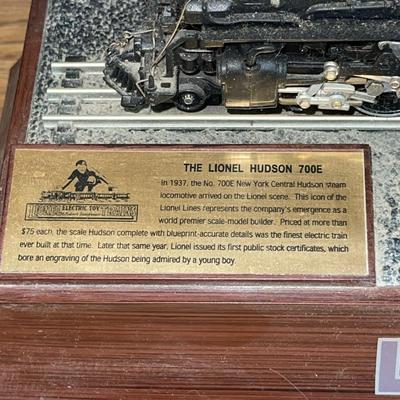 THE LIONEL HUDSON 700E
In 1937, the No. 700E New York Central Hudson steam
locomotive arrived on the Lionel scene. This icon of the
Lionel Lines represents the company's emergence as a
world premier scale-model builder. Priced at more than
$75 each, the scale Hudson complete with blueprint-accurate details was the finest electric train
ever built at that time. Later that same year, Lionel issued its first public stock certificates, which
bore an engraving of the Hudson being admired by a young boy.
LIONEL ELECTRIC TOY TRAINS